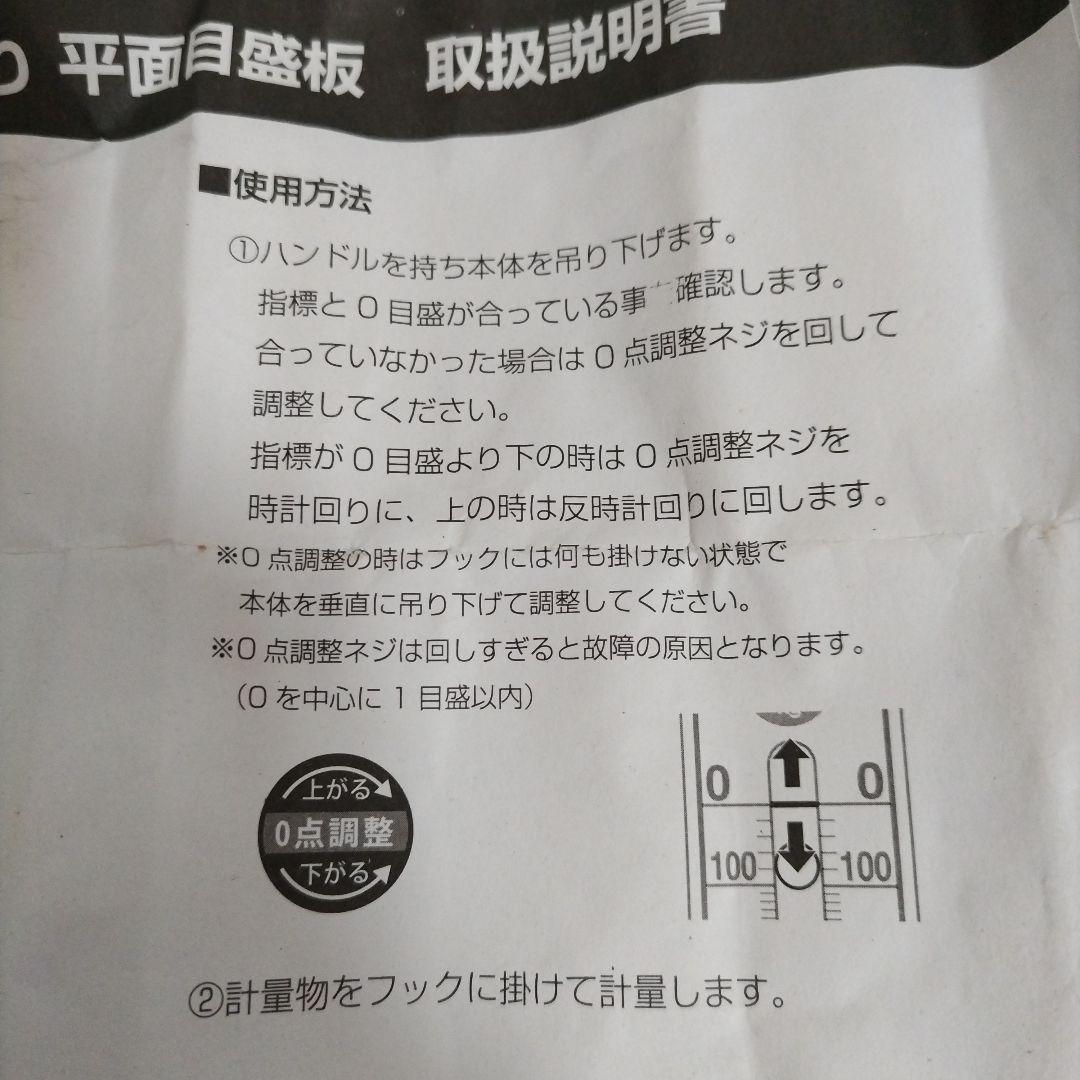 平面目盛板 取扱説明書
■使用方法
①ハンドルを持ち本体を吊り下げます。
指標と0目盛が合っている事を確認します。
合っていなかった場合は0点調整ネジを回して
調整してください。
指標が0目盛より下の時は0点調整ネジを
時計回りに、上の時は反時計回りに回します。
※0点調整の時はフックには何も掛けない状態で
本体を垂直に吊り下げて調整してください。
※0点調整ネジは回しすぎると故障の原因となります。
（0を中心に1目盛以内）
上がる
0点調整
下がる
0 0
100 100
②計量物をフックに掛けて計量します。